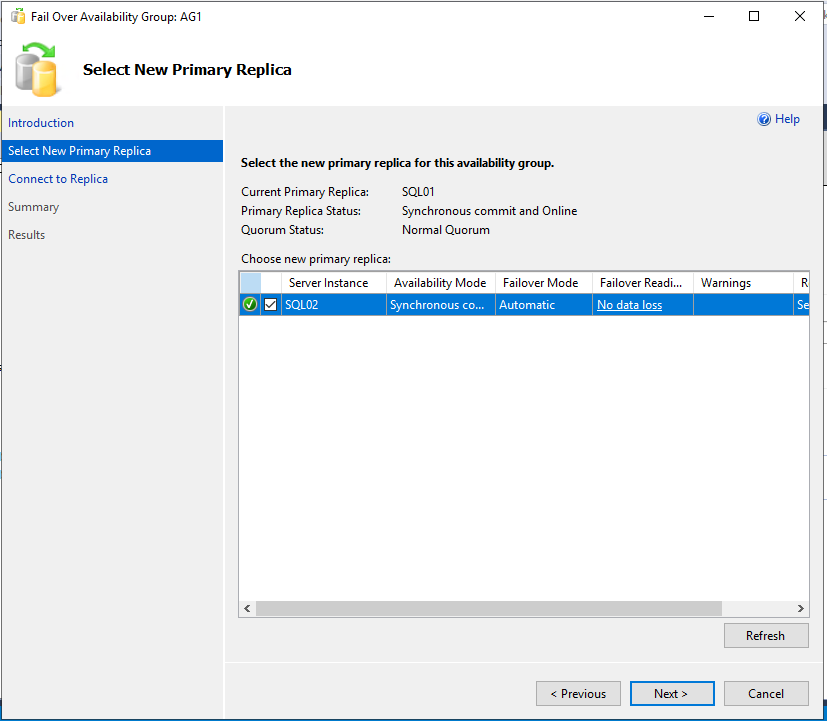 Fail Over Availability Group: AG1
Select New Primary Replica
Introduction
Select New Primary Replica
Connect to Replica
Summary
Results
Help
Select the new primary replica for this availability group.
Current Primary Replica: SQL01
Primary Replica Status: Synchronous commit and Online
Quorum Status: Normal Quorum
Choose new primary replica:
Server Instance Availability Mode Failover Mode Failover Readi... Warnings R
SQL02 Synchronous co... Automatic No data loss Se
Refresh
< Previous Next > Cancel